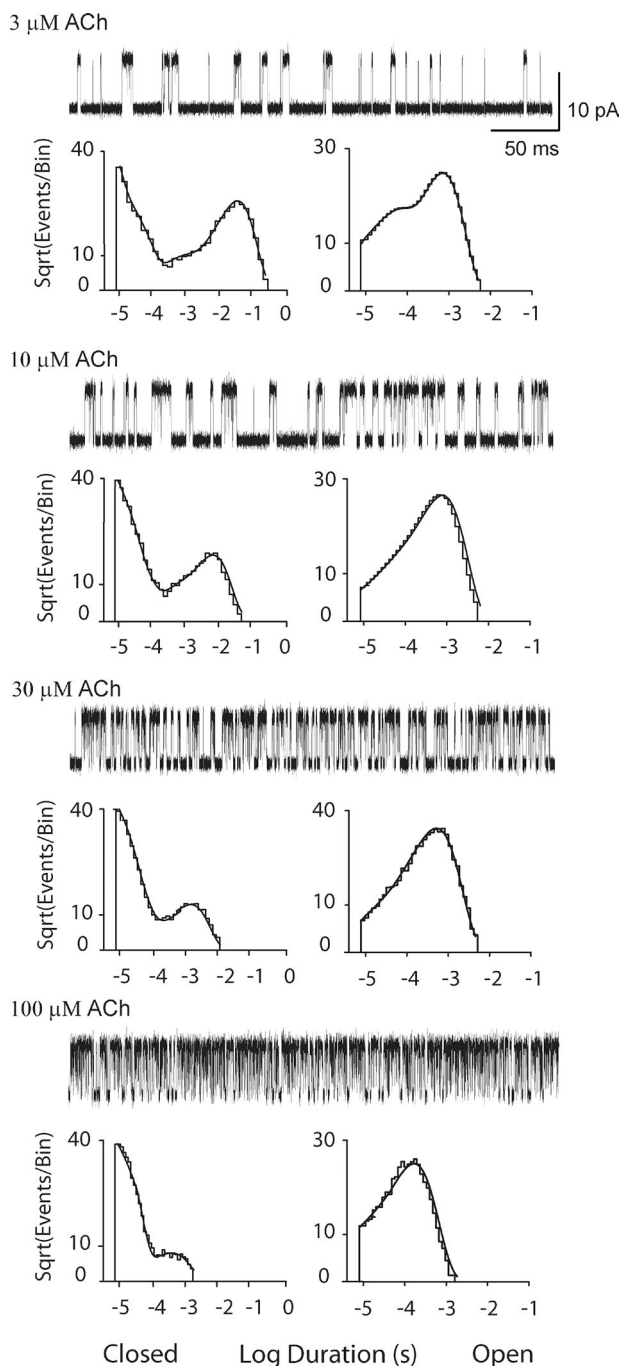 3 μM ACh
10 pA
50 ms
40
10
0
Sqrt(Events/Bin)
-5 -4 -3 -2 -1 0
25
10
0
-5 -4 -3 -2 -1
10 μM ACh
40
10
0
Sqrt(Events/Bin)
-5 -4 -3 -2 -1 0
30
10
0
-5 -4 -3 -2 -1
30 μM ACh
40
10
0
Sqrt(Events/Bin)
-5 -4 -3 -2 -1 0
40
10
0
-5 -4 -3 -2 -1
100 μM ACh
40
10
0
Sqrt(Events/Bin)
-5 -4 -3 -2 -1 0
30
10
0
-5 -4 -3 -2 -1
Closed Log Duration (s) Open